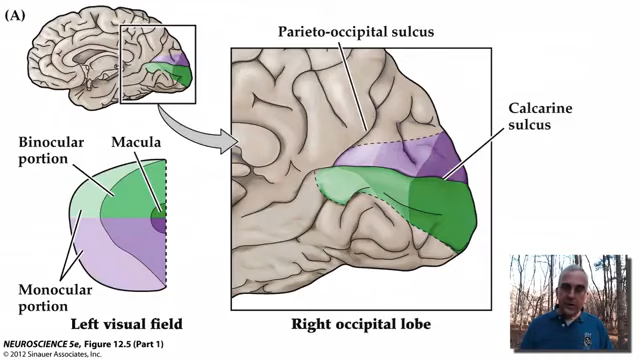 (A)
Parieto-occipital sulcus
Calcarine
sulcus
Binocular
portion
Macula
Monocular
portion
Left visual field
Right occipital lobe
NEUROSCIENCE 5e, Figure 12.5 (Part 1)
© 2012 Sinauer Associates, Inc.